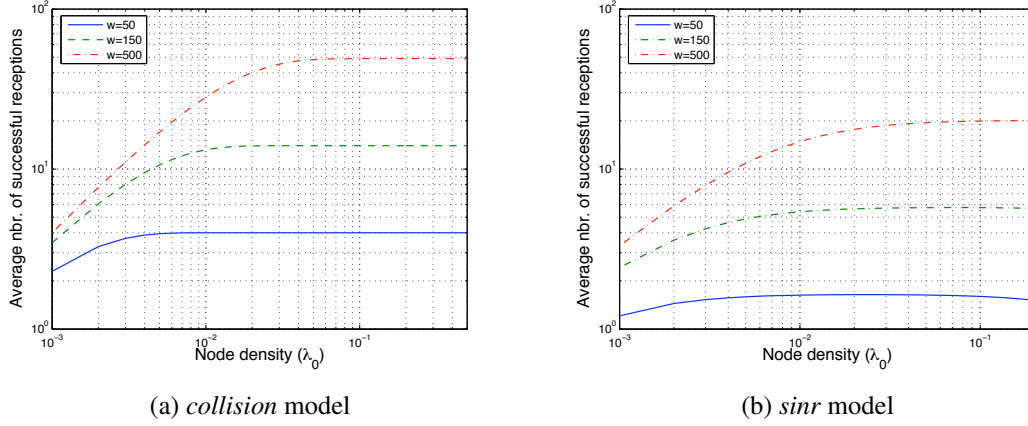 10^2
w=50
w=150
w=500
10^1
10^0
Average nbr. of successful receptions
10^-3
10^-2
10^-1
Node density (λ_0)
(a) collision model
10^2
w=50
w=150
w=500
10^1
10^0
Average nbr. of successful receptions
10^-3
10^-2
10^-1
Node density (λ_0)
(b) sinr model